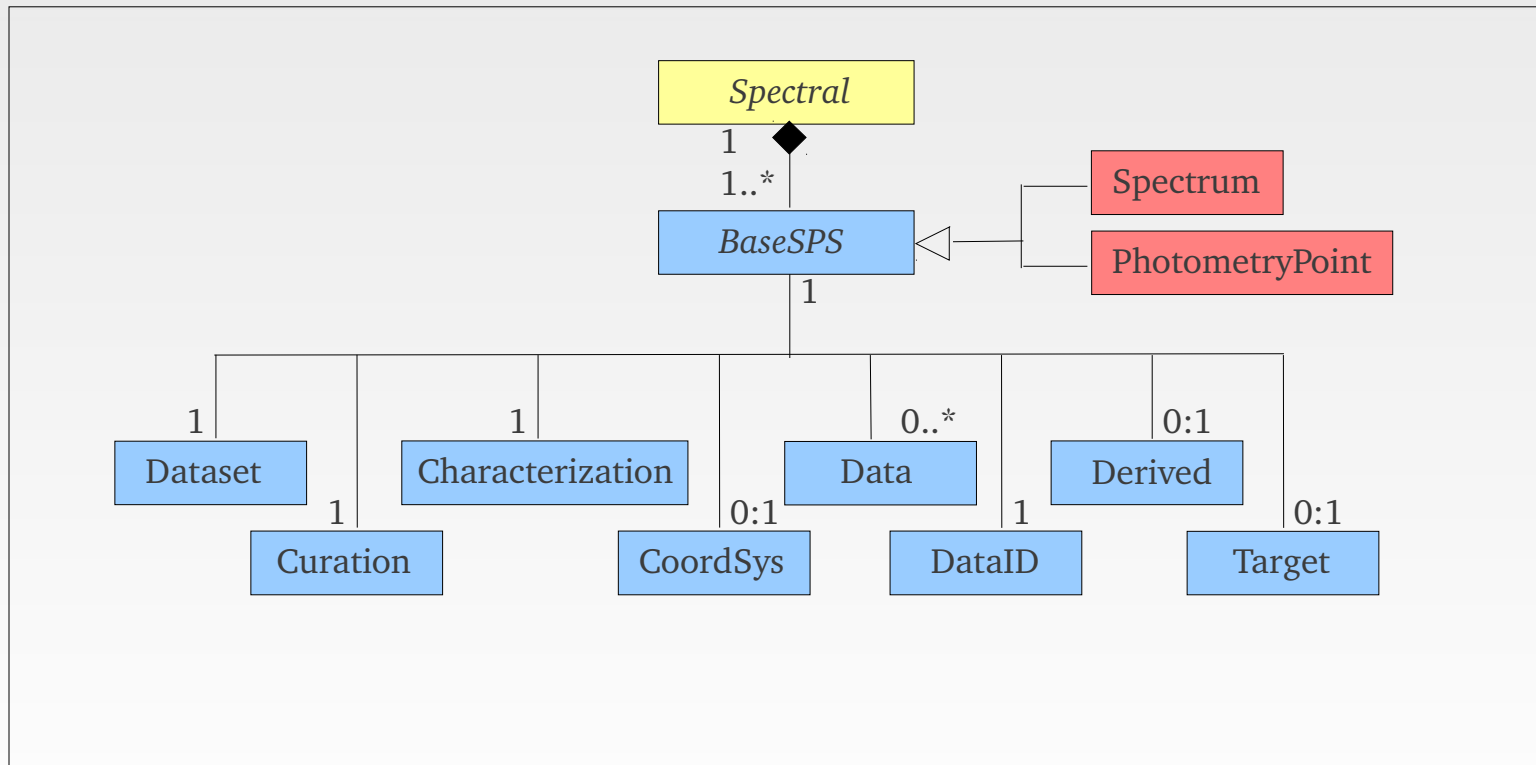 Spectral
1
1..*
Spectrum
BaseSPS
PhotometryPoint
1
1
1
0..*
0:1
Dataset
Characterization
Data
Derived
1
0:1
1
0:1
Curation
CoordSys
DataID
Target